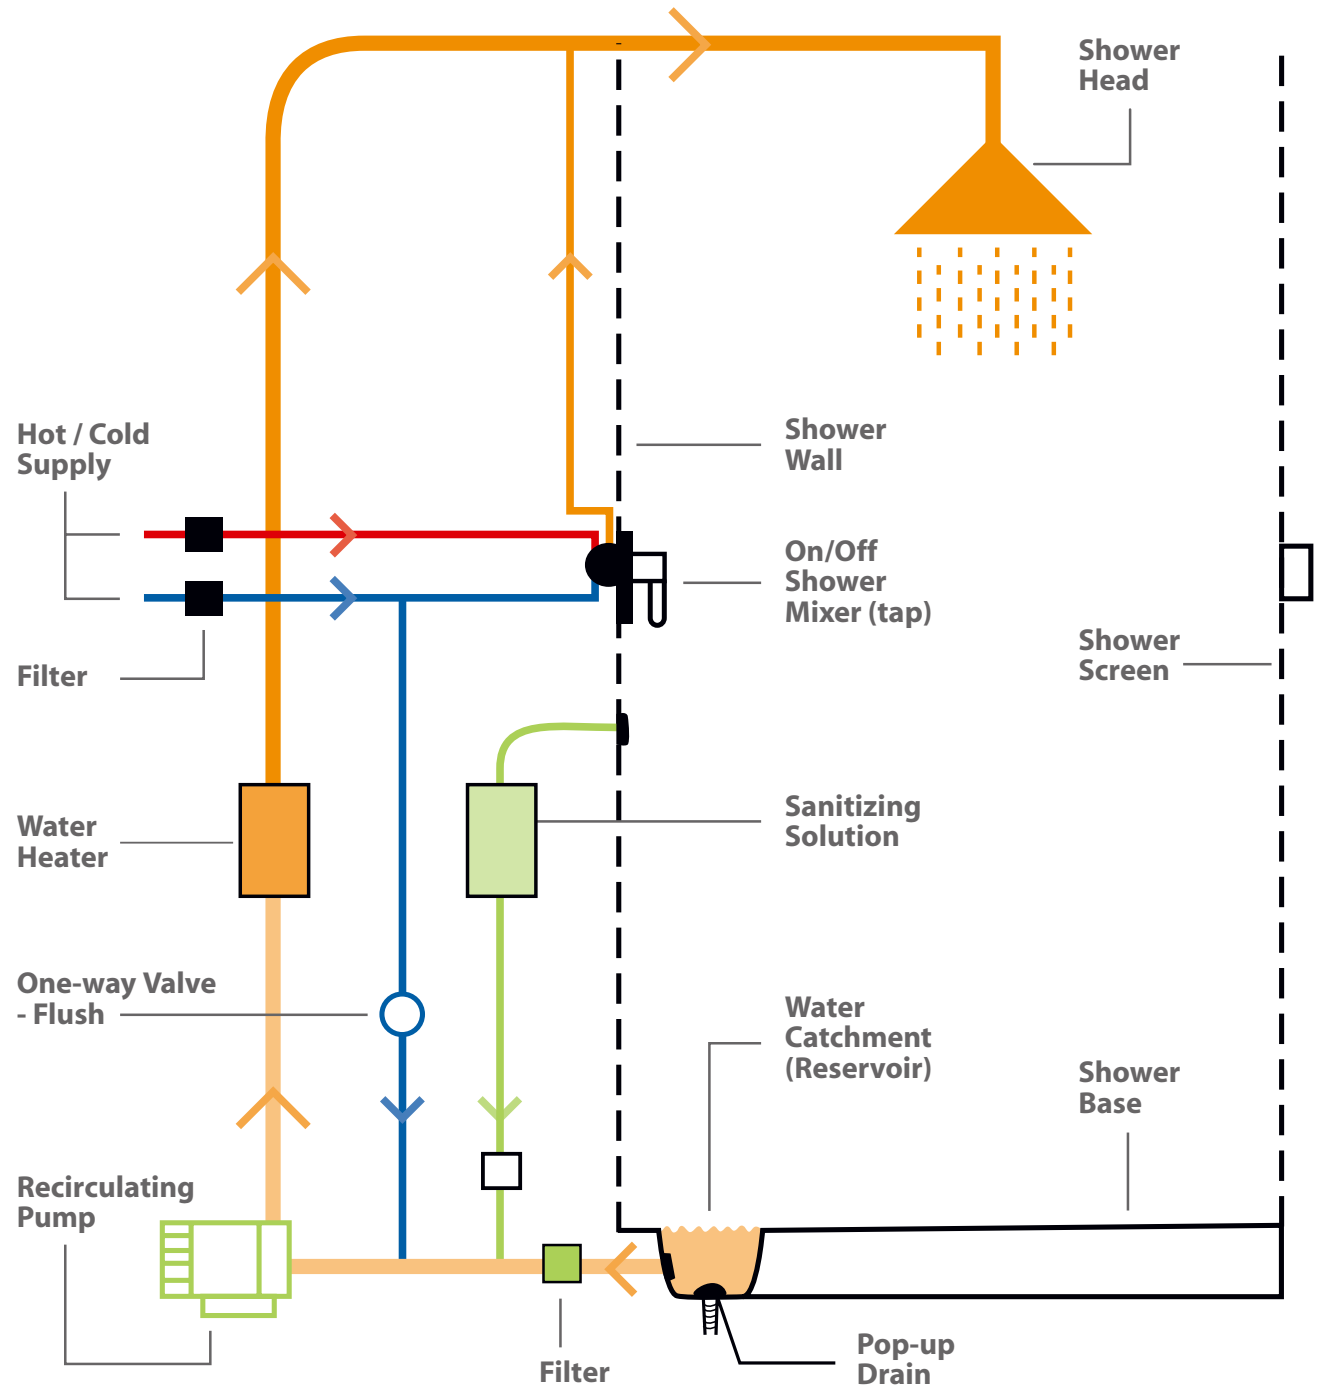 Shower
Head
Hot / Cold
Supply
Shower
Wall
On/Off
Shower
Mixer (tap)
Shower
Screen
Filter
Water
Heater
Sanitizing
Solution
One-way Valve
- Flush
Water
Catchment
(Reservoir)
Shower
Base
Recirculating
Pump
Filter
Pop-up
Drain